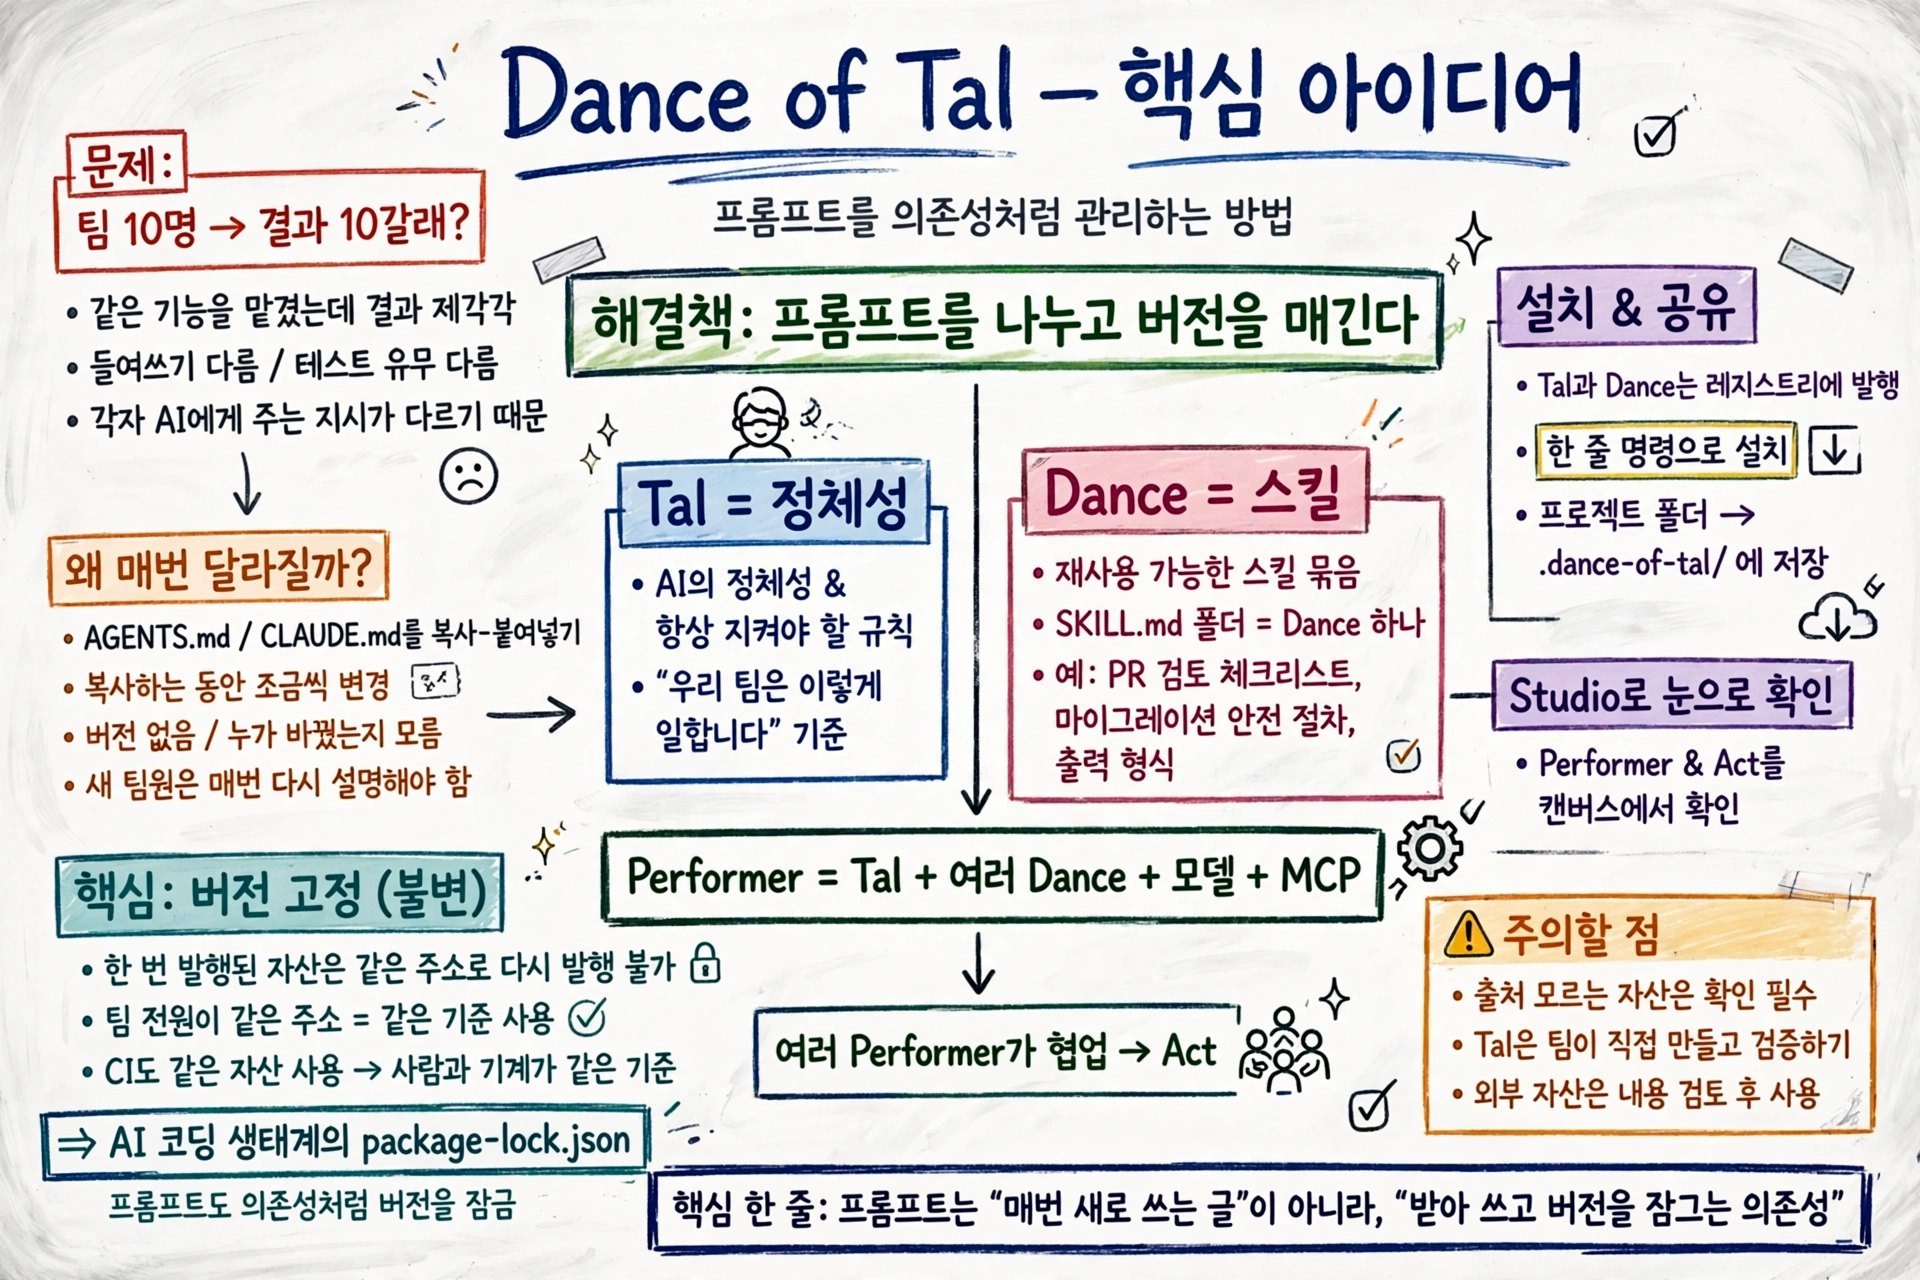 Dance of Tal – 핵심 아이디어
프롬프트를 의존성처럼 관리하는 방법
문제:
팀 10명 → 결과 10갈래?
• 같은 기능을 맡겼는데 결과 제각각
• 들여쓰기 다름 / 테스트 유무 다름
• 각자 AI에게 주는 지시가 다르기 때문
왜 매번 달라질까?
• AGENTS.md / CLAUDE.md를 복사-붙여넣기
• 복사하는 동안 조금씩 변경
• 버전 없음 / 누가 바꿨는지 모름
• 새 팀원은 매번 다시 설명해야 함
핵심: 버전 고정 (불변)
• 한 번 발행된 자산은 같은 주소로 다시 발행 불가
• 팀 전원이 같은 주소 = 같은 기준 사용
• CI도 같은 자산 사용 → 사람과 기계가 같은 기준
⇒ AI 코딩 생태계의 package-lock.json
프롬프트도 의존성처럼 버전을 잠금
해결책: 프롬프트를 나누고 버전을 매긴다
Tal = 정체성
• AI의 정체성 &
항상 지켜야 할 규칙
• “우리 팀은 이렇게
일합니다” 기준
Dance = 스킬
• 재사용 가능한 스킬 묶음
• SKILL.md 폴더 = Dance 하나
• 예: PR 검토 체크리스트,
마이그레이션 안전 절차,
출력 형식
Performer = Tal + 여러 Dance + 모델 + MCP
여러 Performer가 협업 → Act
설치 & 공유
• Tal과 Dance는 레지스트리에 발행
• 한 줄 명령으로 설치
• 프로젝트 폴더 →
.dance-of-tal/ 에 저장
Studio로 눈으로 확인
• Performer & Act를
캔버스에서 확인
주의할 점
• 출처 모르는 자산은 확인 필수
• Tal은 팀이 직접 만들고 검증하기
• 외부 자산은 내용 검토 후 사용
핵심 한 줄: 프롬프트는 “매번 새로 쓰는 글”이 아니라, “받아 쓰고 버전을 잠그는 의존성”